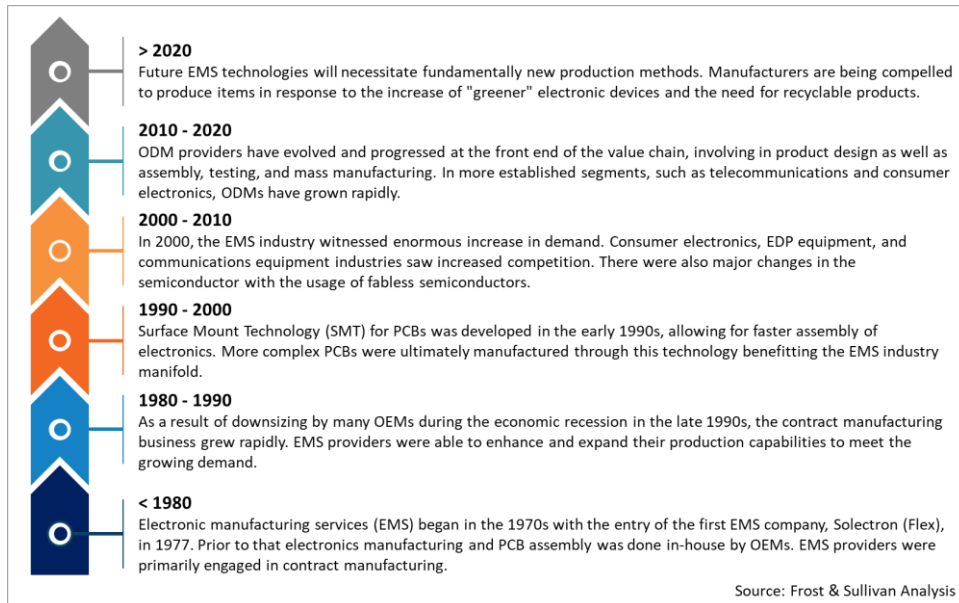 > 2020
Future EMS technologies will necessitate fundamentally new production methods. Manufacturers are being compelled
to produce items in response to the increase of "greener" electronic devices and the need for recyclable products.
2010 - 2020
ODM providers have evolved and progressed at the front end of the value chain, involving in product design as well as
assembly, testing, and mass manufacturing. In more established segments, such as telecommunications and consumer
electronics, ODMs have grown rapidly.
2000 - 2010
In 2000, the EMS industry witnessed enormous increase in demand. Consumer electronics, EDP equipment, and
communications equipment industries saw increased competition. There were also major changes in the
semiconductor with the usage of fabless semiconductors.
1990 - 2000
Surface Mount Technology (SMT) for PCBs was developed in the early 1990s, allowing for faster assembly of
electronics. More complex PCBs were ultimately manufactured through this technology benefitting the EMS industry
manifold.
1980 - 1990
As a result of downsizing by many OEMs during the economic recession in the late 1990s, the contract manufacturing
business grew rapidly. EMS providers were able to enhance and expand their production capabilities to meet the
growing demand.
< 1980
Electronic manufacturing services (EMS) began in the 1970s with the entry of the first EMS company, Solectron (Flex),
in 1977. Prior to that electronics manufacturing and PCB assembly was done in-house by OEMs. EMS providers were
primarily engaged in contract manufacturing.
Source: Frost & Sullivan Analysis